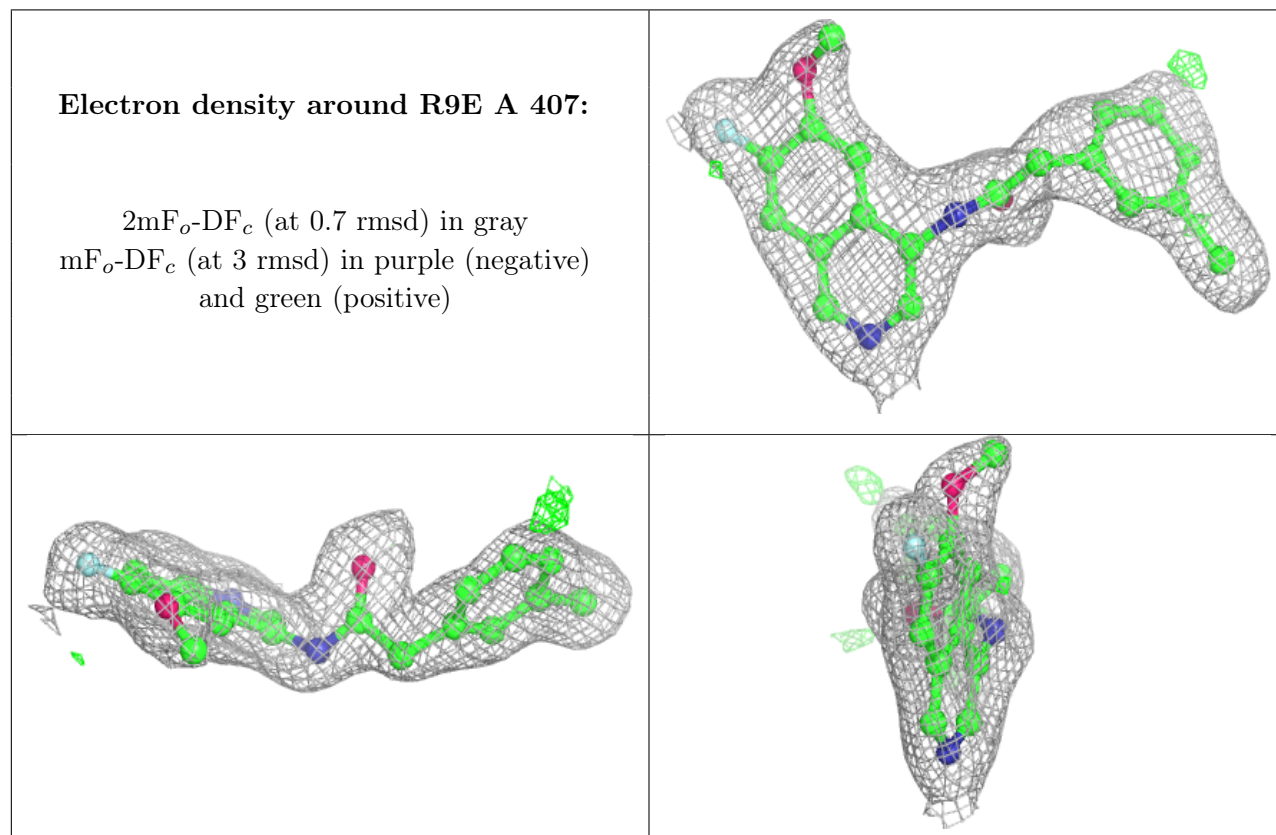 Electron density around R9E A 407:
2mFₒ-DF𝒸 (at 0.7 rmsd) in gray
mFₒ-DF𝒸 (at 3 rmsd) in purple (negative)
and green (positive)